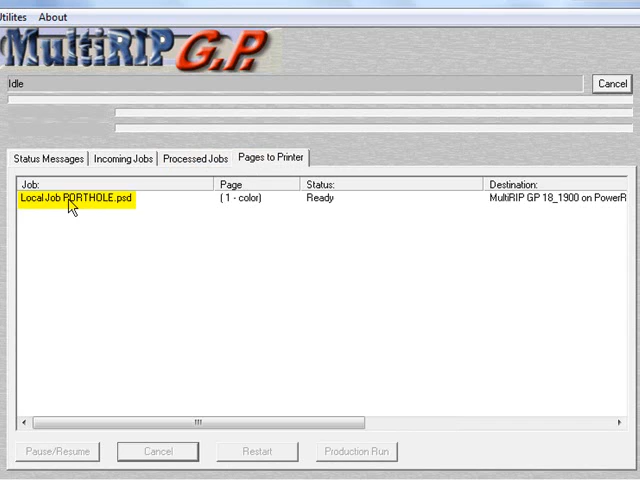 Utilites About
MultiRIP G.P.
Idle Cancel
Status Messages Incoming Jobs Processed Jobs Pages to Printer
Job: Page Status: Destination:
Local Job PORTHOLE.psd ( 1 - color) Ready MultiRIP GP 18_1900 on PowerR
Pause/Resume Cancel Restart Production Run